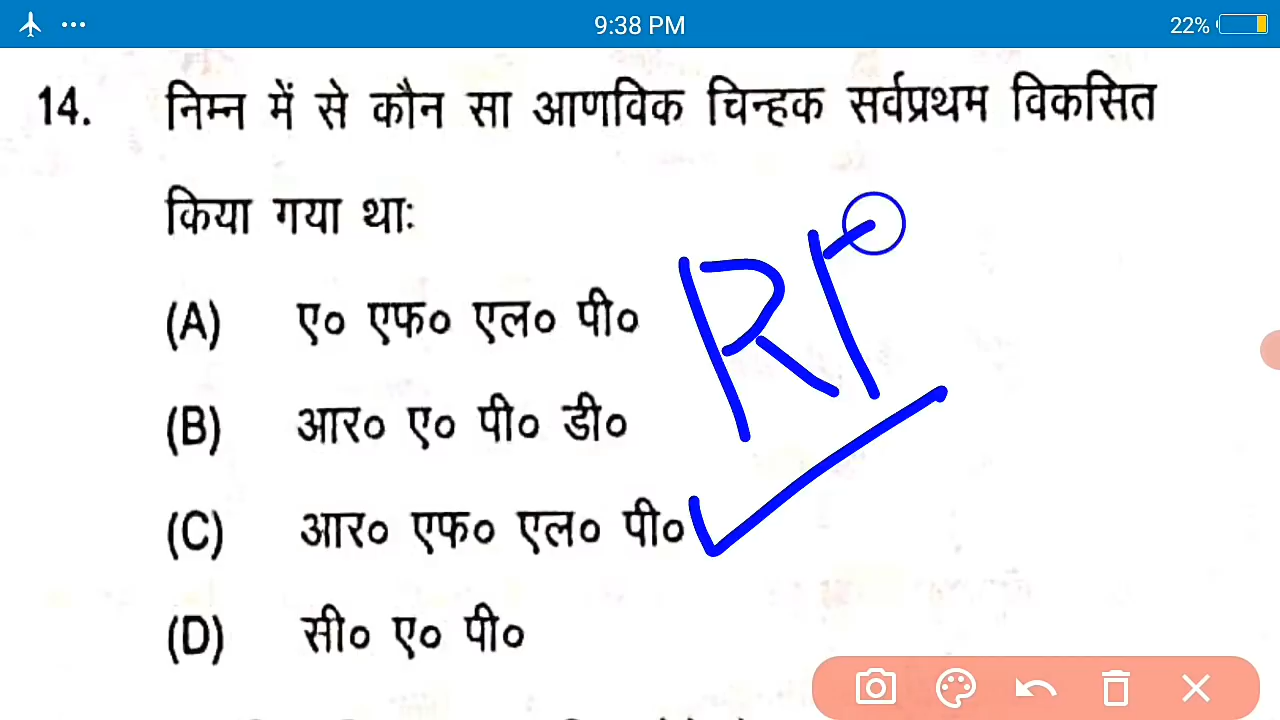 9:38 PM
22%
14. निम्न में से कौन सा आणविक चिन्हक सर्वप्रथम विकसित
किया गया थाः
(A) ए० एफ० एल० पी०
(B) आर० ए० पी० डी०
(C) आर० एफ० एल० पी०
(D) सी० ए० पी०
R